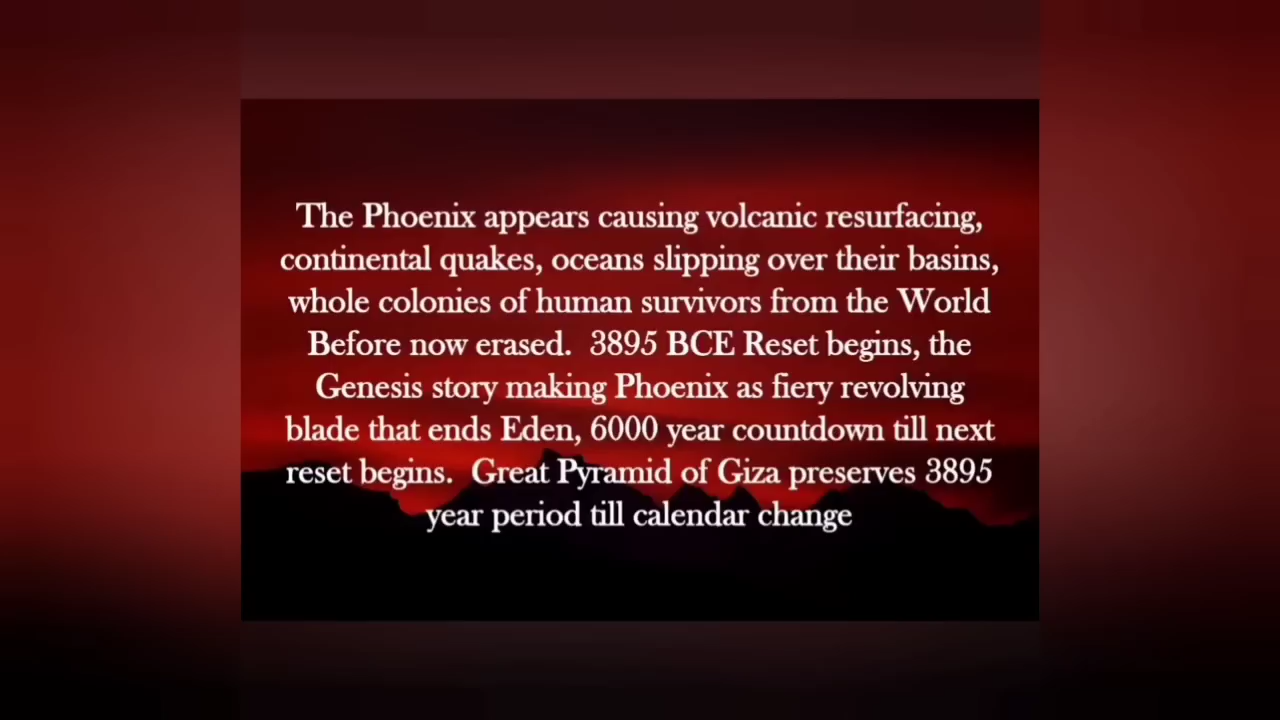 The Phoenix appears causing volcanic resurfacing,
continental quakes, oceans slipping over their basins,
whole colonies of human survivors from the World
Before now erased.  3895 BCE Reset begins, the
Genesis story making Phoenix as fiery revolving
blade that ends Eden, 6000 year countdown till next
reset begins.  Great Pyramid of Giza preserves 3895
year period till calendar change